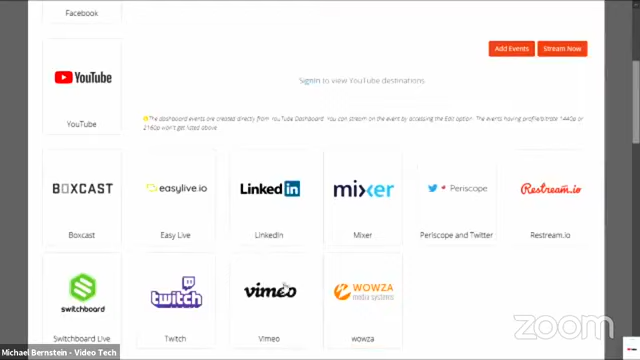 Facebook
Add Events
Stream Now
YouTube
Signin to view YouTube destinations.
YouTube
The dashboard events are created directly from YouTube Dashboard. You can stream on the event by accessing the Edit option. The events having profile/bitrate 1440p or
2160p won't get listed above
BOXCAST
easylive.io
Linkedin
mixer
Periscope
Restream.io
Boxcast
Easy Live
LinkedIn
Mixer
Periscope and Twitter
Restream.io
switchboard
twitch
vimeo
WOWZA
media systems
Switchboard Live
Twitch
Vimeo
wowza
zoom
Michael Bernstein - Video Tech